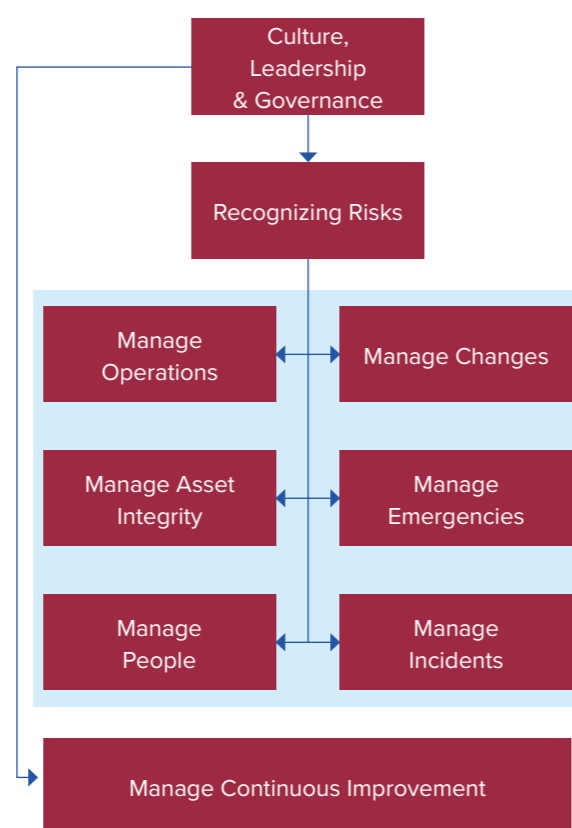 Culture,
Leadership
& Governance
Recognizing Risks
Manage
Operations
Manage Changes
Manage Asset
Integrity
Manage
Emergencies
Manage
People
Manage
Incidents
Manage Continuous Improvement